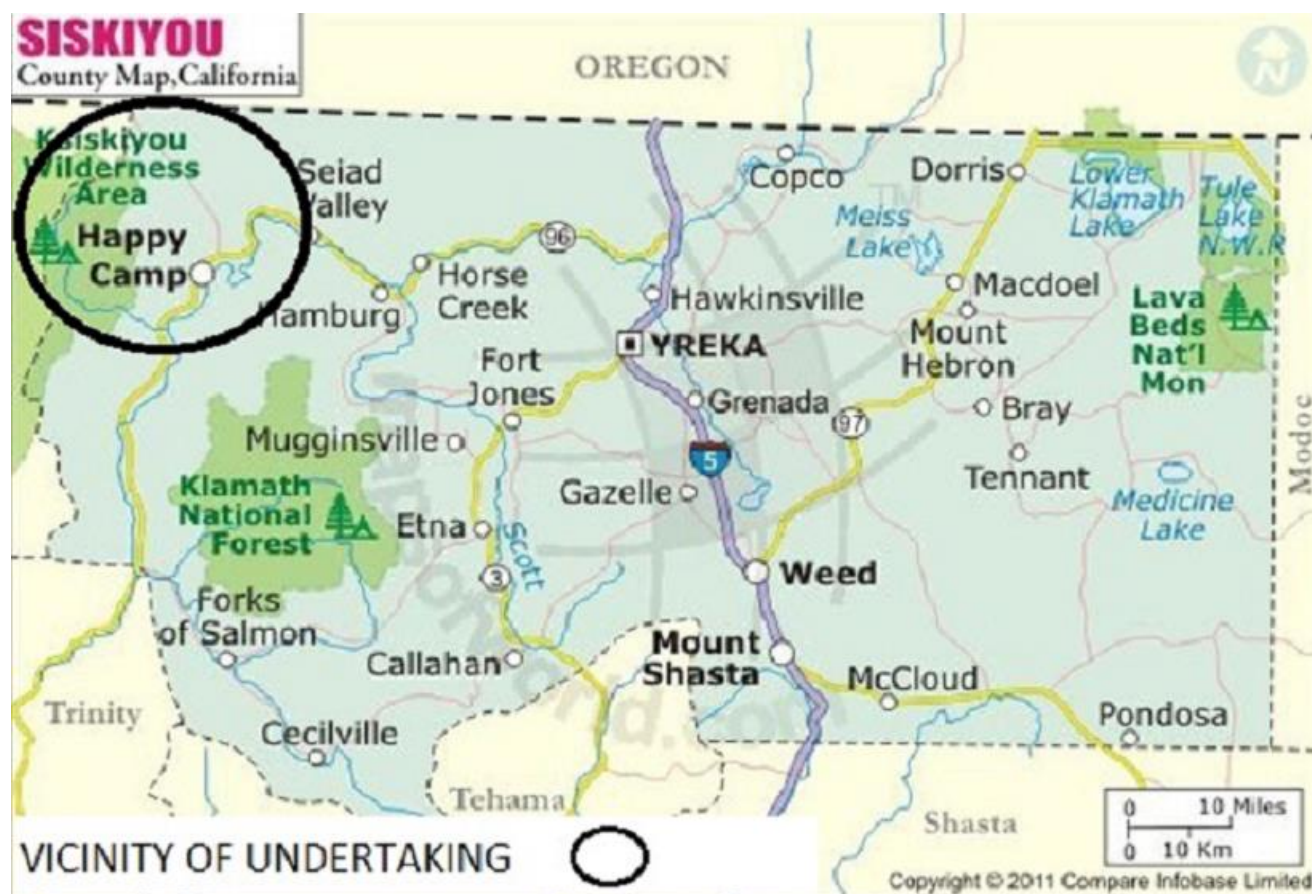 SISKIYOU
County Map,California
OREGON
N
Ksiskiyou
Wilderness
Area
Happy
Camp
Seiad
Valley
96
Copco
TM
Dorris
Meiss
Lake
Lower
Klamath
Lake
Tule
Lake
N.W.R
Hamburg
Horse
Creek
Hawkinsville
Macdoel
Mount
Hebron
Lava
Beds
Nat'l
Mon
YREKA
Fort
Jones
Grenada
97
Bray
Mugginsville
5
Tennant
Modoc
Klamath
National
Forest
Gazelle
Medicine
Lake
Etna
Scott
3
Weed
Forks
of Salmon
Callahan
Mount
Shasta
McCloud
Trinity
Cecilville
Pondosa
Tehama
Shasta
mapsofworld.com
0 10 Miles
0 10 Km
VICINITY OF UNDERTAKING
Copyright © 2011 Compare Infobase Limited